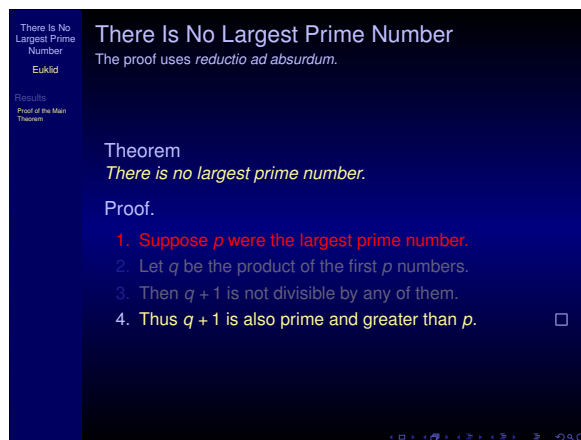 There Is No
Largest Prime
Number
Euklid
Results
Proof of the Main
Theorem
There Is No Largest Prime Number
The proof uses reductio ad absurdum.
Theorem
There is no largest prime number.
Proof.
1. Suppose p were the largest prime number.
2. Let q be the product of the first p numbers.
3. Then q + 1 is not divisible by any of them.
4. Thus q + 1 is also prime and greater than p.